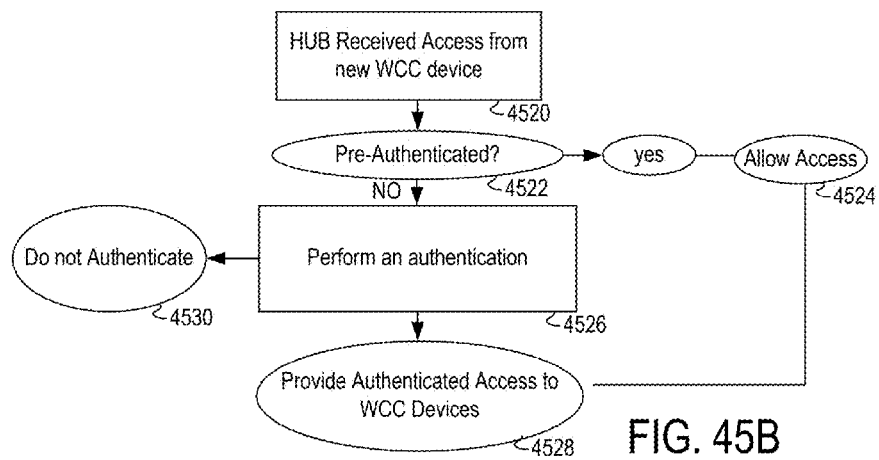 HUB Received Access from
new WCC device
4520
Pre-Authenticated?
4522
yes
Allow Access
4524
NO
Perform an authentication
4526
Do not Authenticate
4530
Provide Authenticated Access to
WCC Devices
4528
FIG. 45B